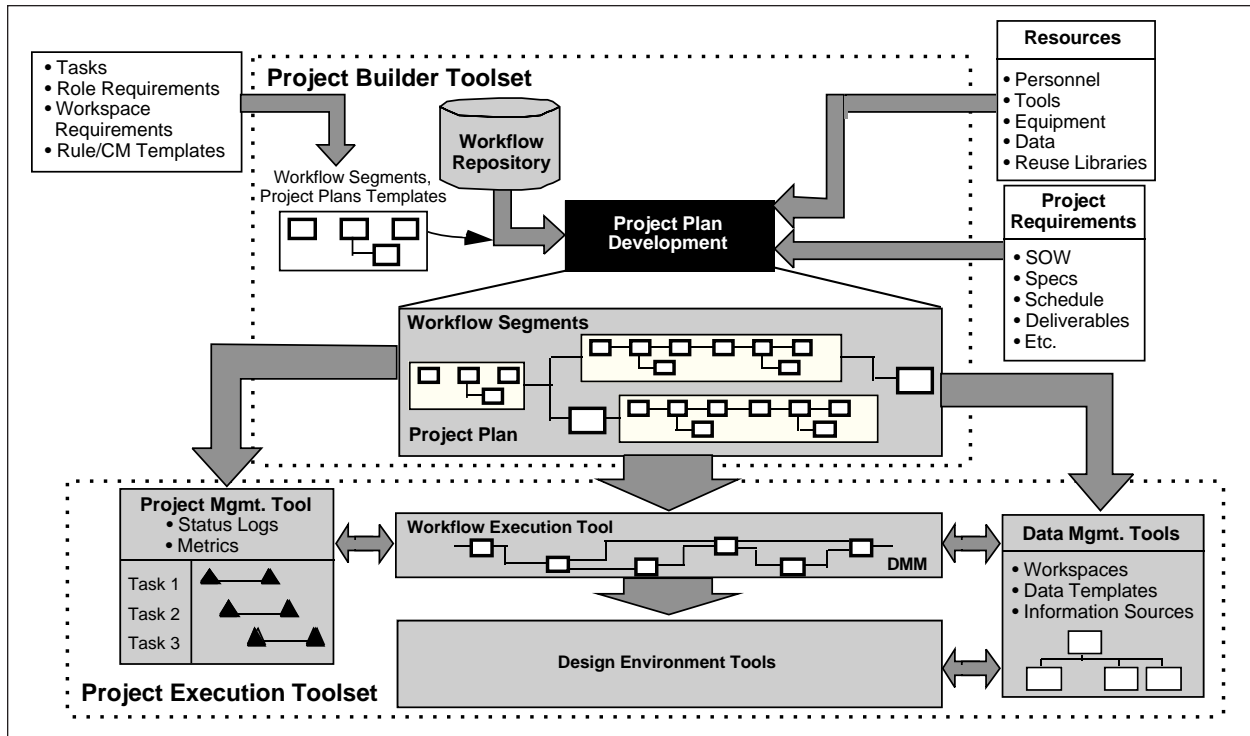 • Tasks
• Role Requirements
• Workspace
Requirements
• Rule/CM Templates
Project Builder Toolset
Workflow
Repository
Workflow Segments,
Project Plans Templates
Project Plan
Development
Resources
• Personnel
• Tools
• Equipment
• Data
• Reuse Libraries
Project
Requirements
• SOW
• Specs
• Schedule
• Deliverables
• Etc.
Workflow Segments
Project Plan
Project Mgmt. Tool
• Status Logs
• Metrics
Task 1
Task 2
Task 3
Workflow Execution Tool
DMM
Data Mgmt. Tools
• Workspaces
• Data Templates
• Information Sources
Design Environment Tools
Project Execution Toolset